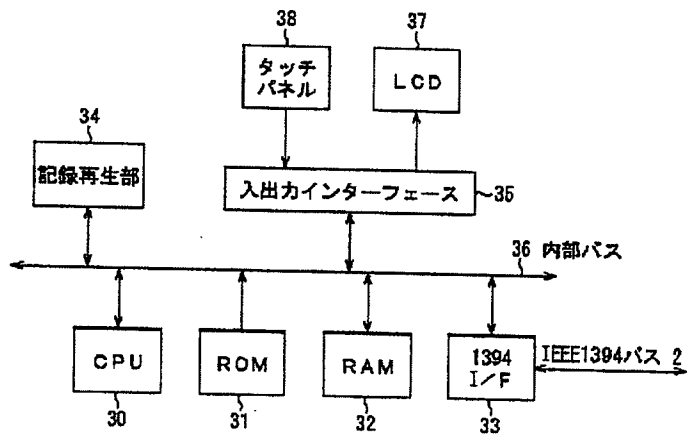 38
37
タッチ
パネル
LCD
34
記録再生部
入出力インターフェース
35
36 内部バス
CPU
ROM
RAM
1394
I/F
IEEE1394バス 2
30
31
32
33